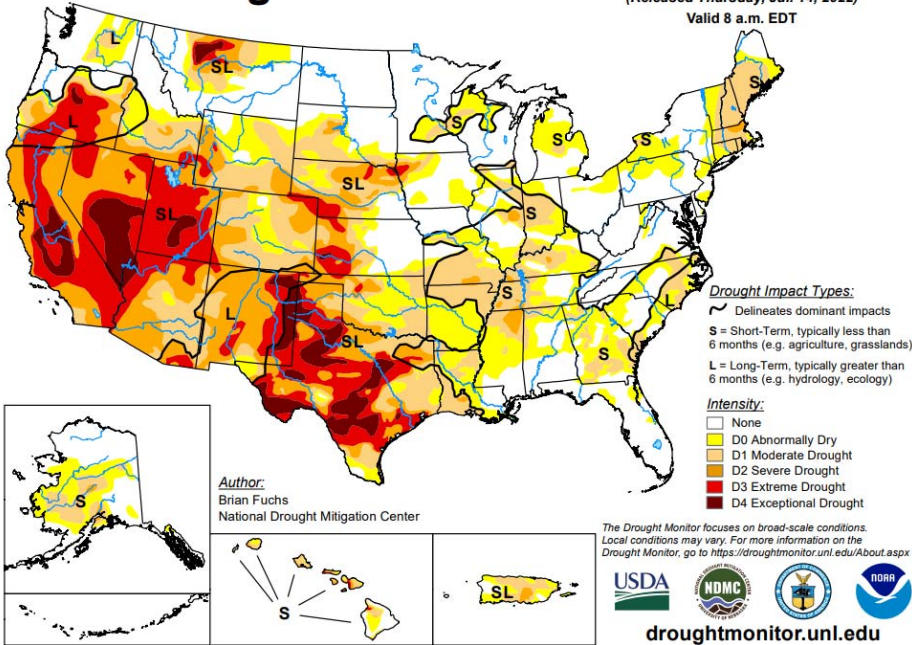 Valid 8 a.m. EDT
L
SL
S
L
S
S
S
SL
SL
S
S
L
L
SL
S
Drought Impact Types:
Delineates dominant impacts
S = Short-Term, typically less than
6 months (e.g. agriculture, grasslands)
L = Long-Term, typically greater than
6 months (e.g. hydrology, ecology)
Intensity:
None
D0 Abnormally Dry
D1 Moderate Drought
D2 Severe Drought
D3 Extreme Drought
D4 Exceptional Drought
S
Author:
Brian Fuchs
National Drought Mitigation Center
S
SL
The Drought Monitor focuses on broad-scale conditions.
Local conditions may vary. For more information on the
Drought Monitor, go to https://droughtmonitor.unl.edu/About.aspx
USDA
NDMC
NOAA
droughtmonitor.unl.edu